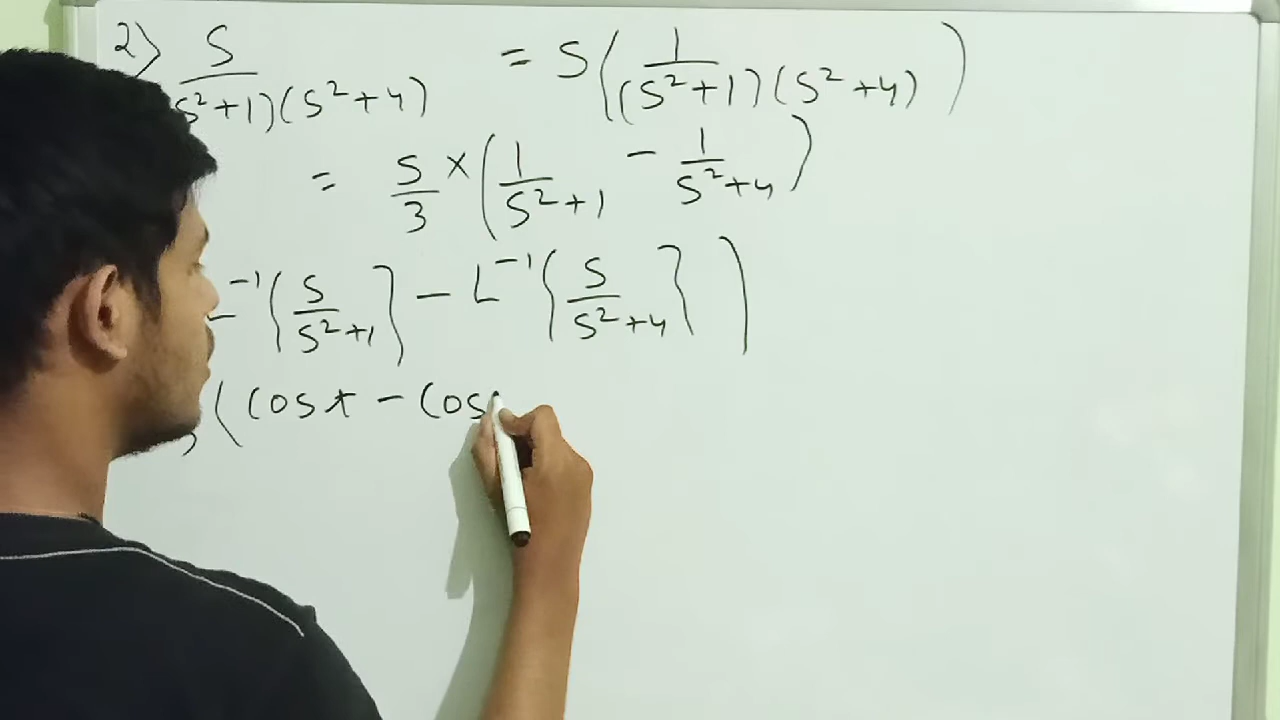 2) S/(S²+1)(S²+4) = S(1/(S²+1)(S²+4))
= S/3 × (1/S²+1 − 1/S²+4)
⁻¹{S/S²+1} − L⁻¹{S/S²+4})
(Cost − Cos